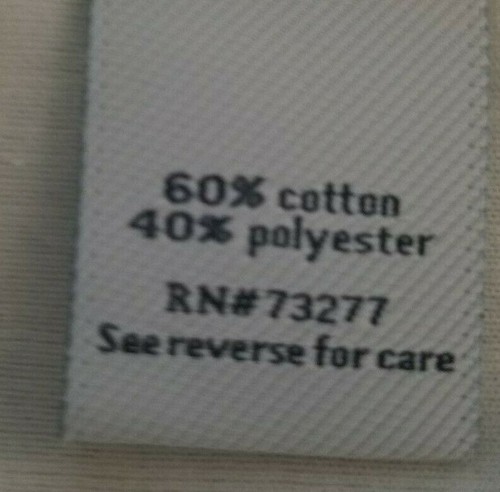 60% cotton
40% polyester
RN#73277
See reverse for care